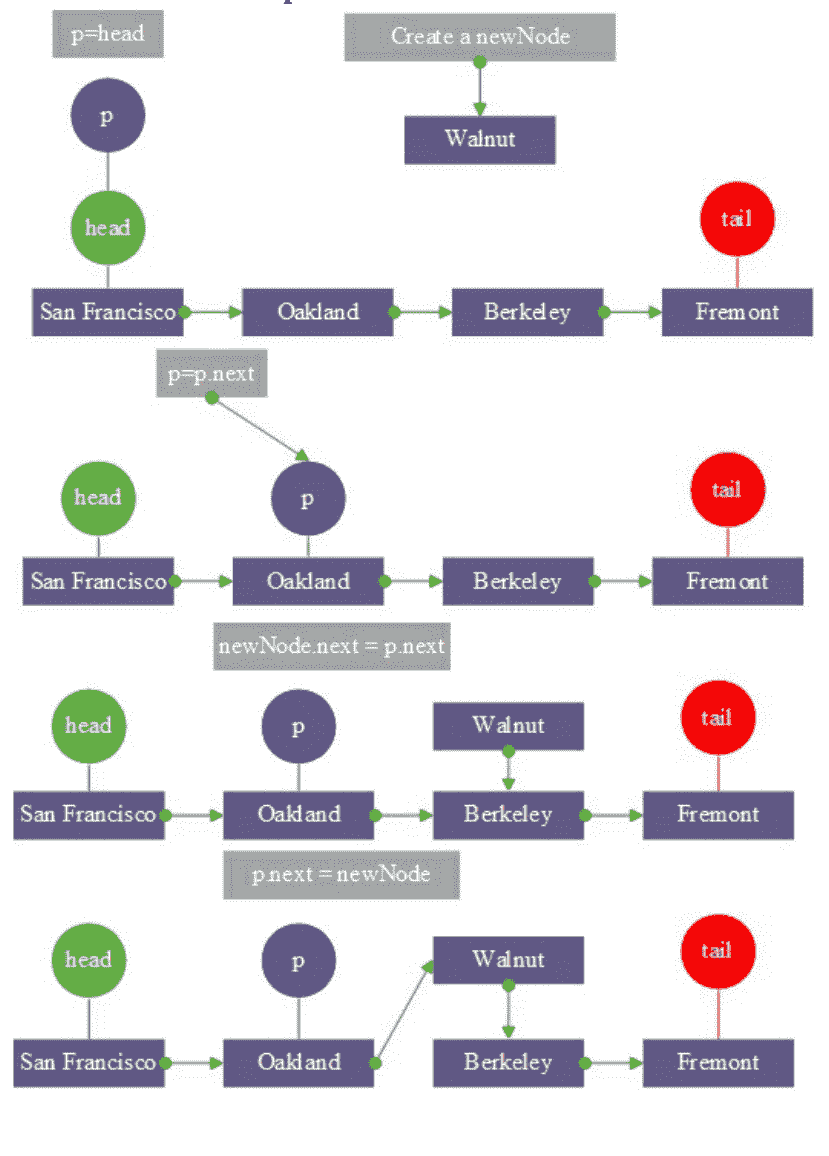 p=head
Create a newNode
p
Walnut
head
tail
San Francisco
Oakland
Berkeley
Fremont
p=p.next
head
p
tail
San Francisco
Oakland
Berkeley
Fremont
newNode.next = p.next
head
p
Walnut
tail
San Francisco
Oakland
Berkeley
Fremont
p.next = newNode
head
p
Walnut
tail
San Francisco
Oakland
Berkeley
Fremont